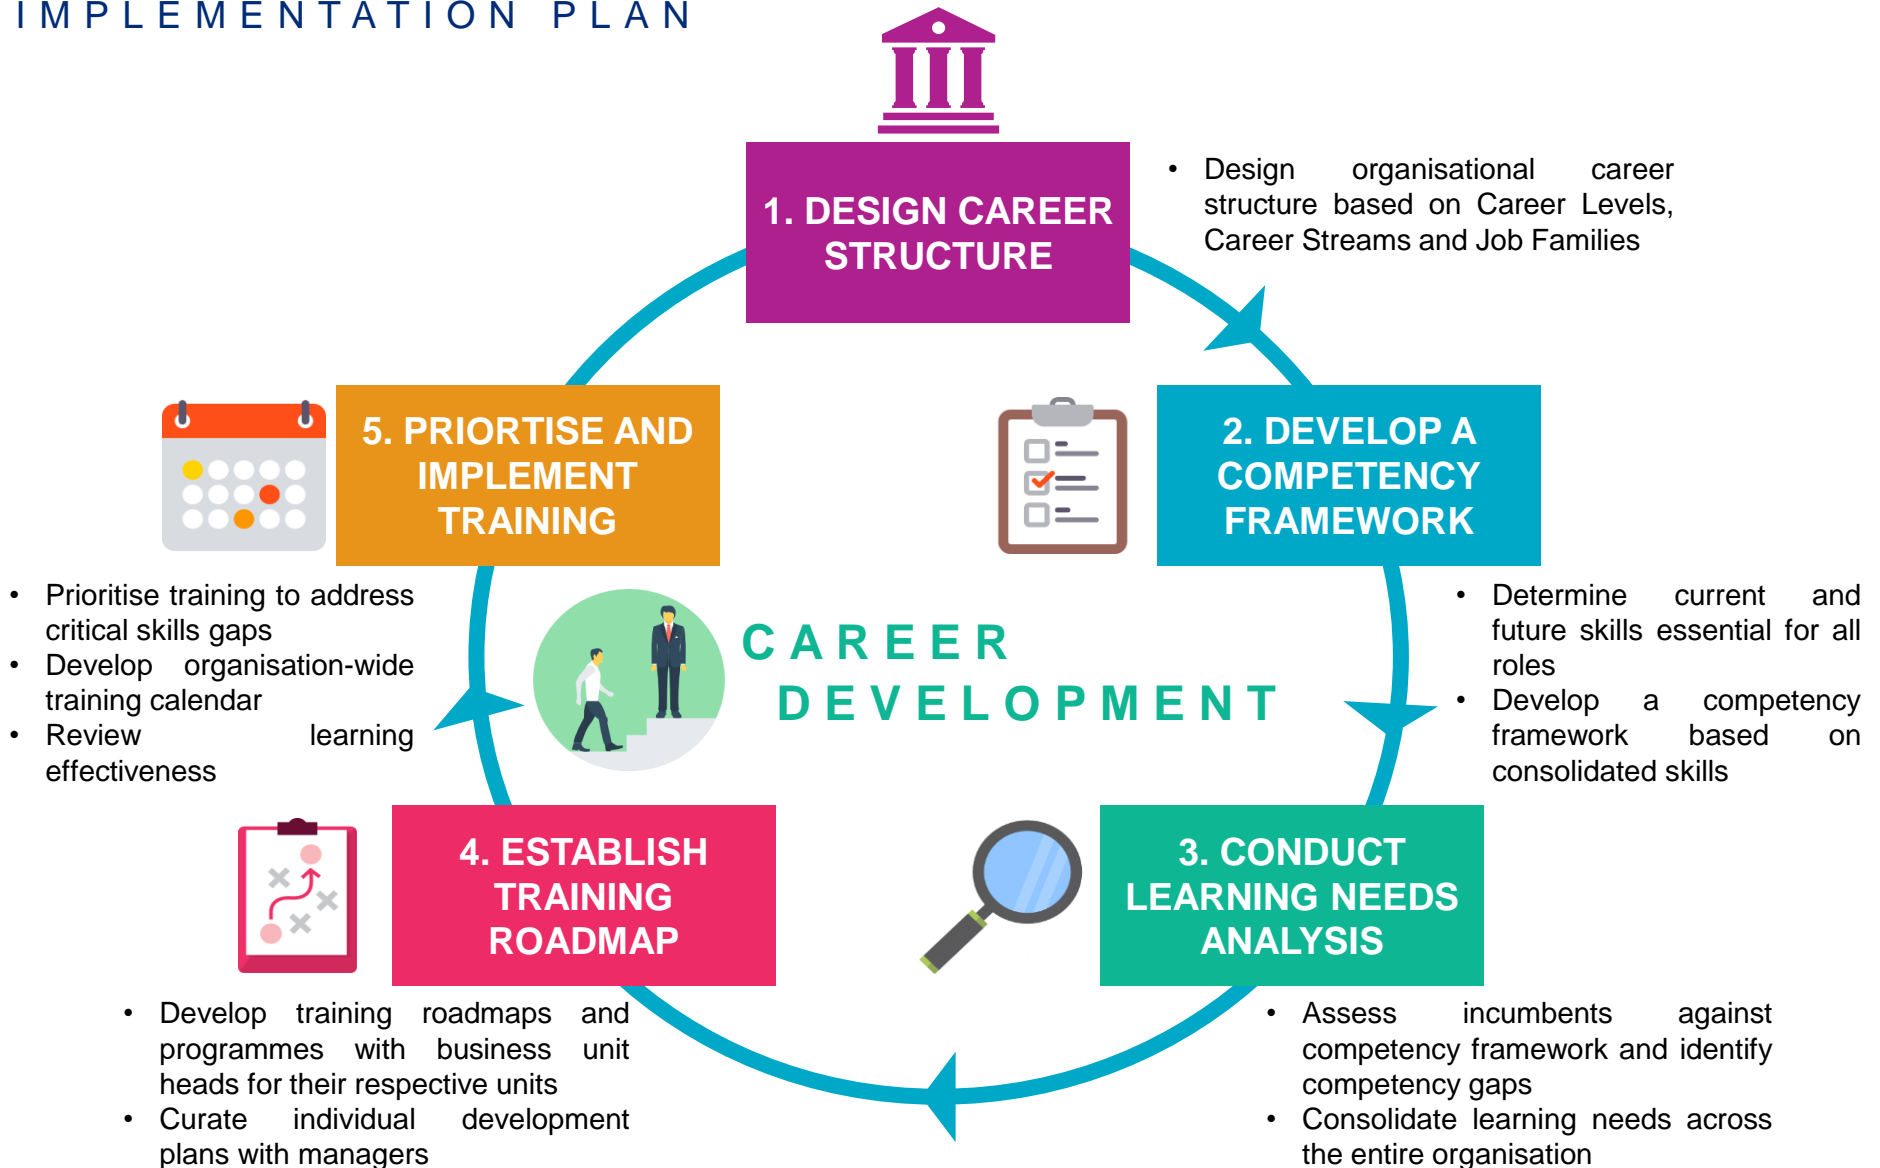 IMPLEMENTATION PLAN
1. DESIGN CAREER
STRUCTURE
• Design organisational career
structure based on Career Levels,
Career Streams and Job Families
2. DEVELOP A
COMPETENCY
FRAMEWORK
• Determine current and
future skills essential for all
roles
• Develop a competency
framework based on
consolidated skills
3. CONDUCT
LEARNING NEEDS
ANALYSIS
• Assess incumbents against
competency framework and identify
competency gaps
• Consolidate learning needs across
the entire organisation
4. ESTABLISH
TRAINING
ROADMAP
• Develop training roadmaps and
programmes with business unit
heads for their respective units
• Curate individual development
plans with managers
5. PRIORTISE AND
IMPLEMENT
TRAINING
• Prioritise training to address
critical skills gaps
• Develop organisation-wide
training calendar
• Review learning
effectiveness
CAREER
DEVELOPMENT